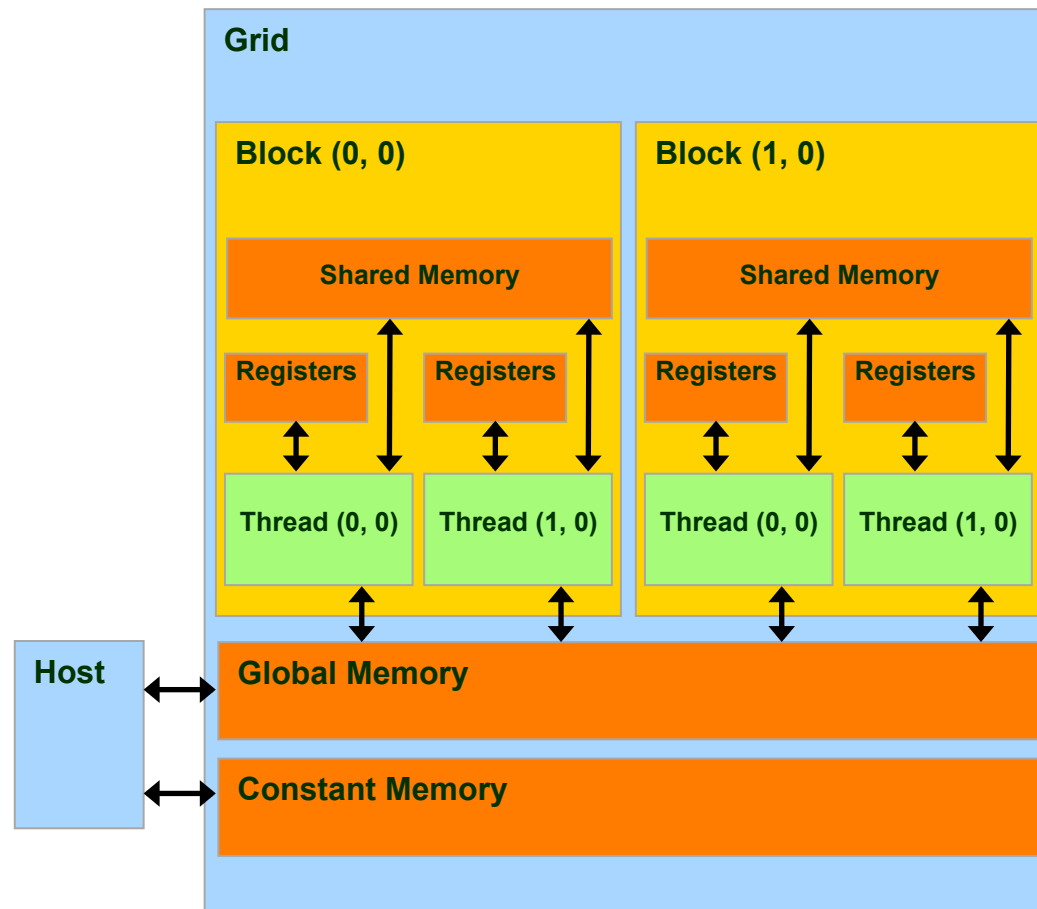 Grid
Block (0, 0)
Block (1, 0)
Shared Memory
Shared Memory
Registers
Registers
Registers
Registers
Thread (0, 0)
Thread (1, 0)
Thread (0, 0)
Thread (1, 0)
Host
Global Memory
Constant Memory